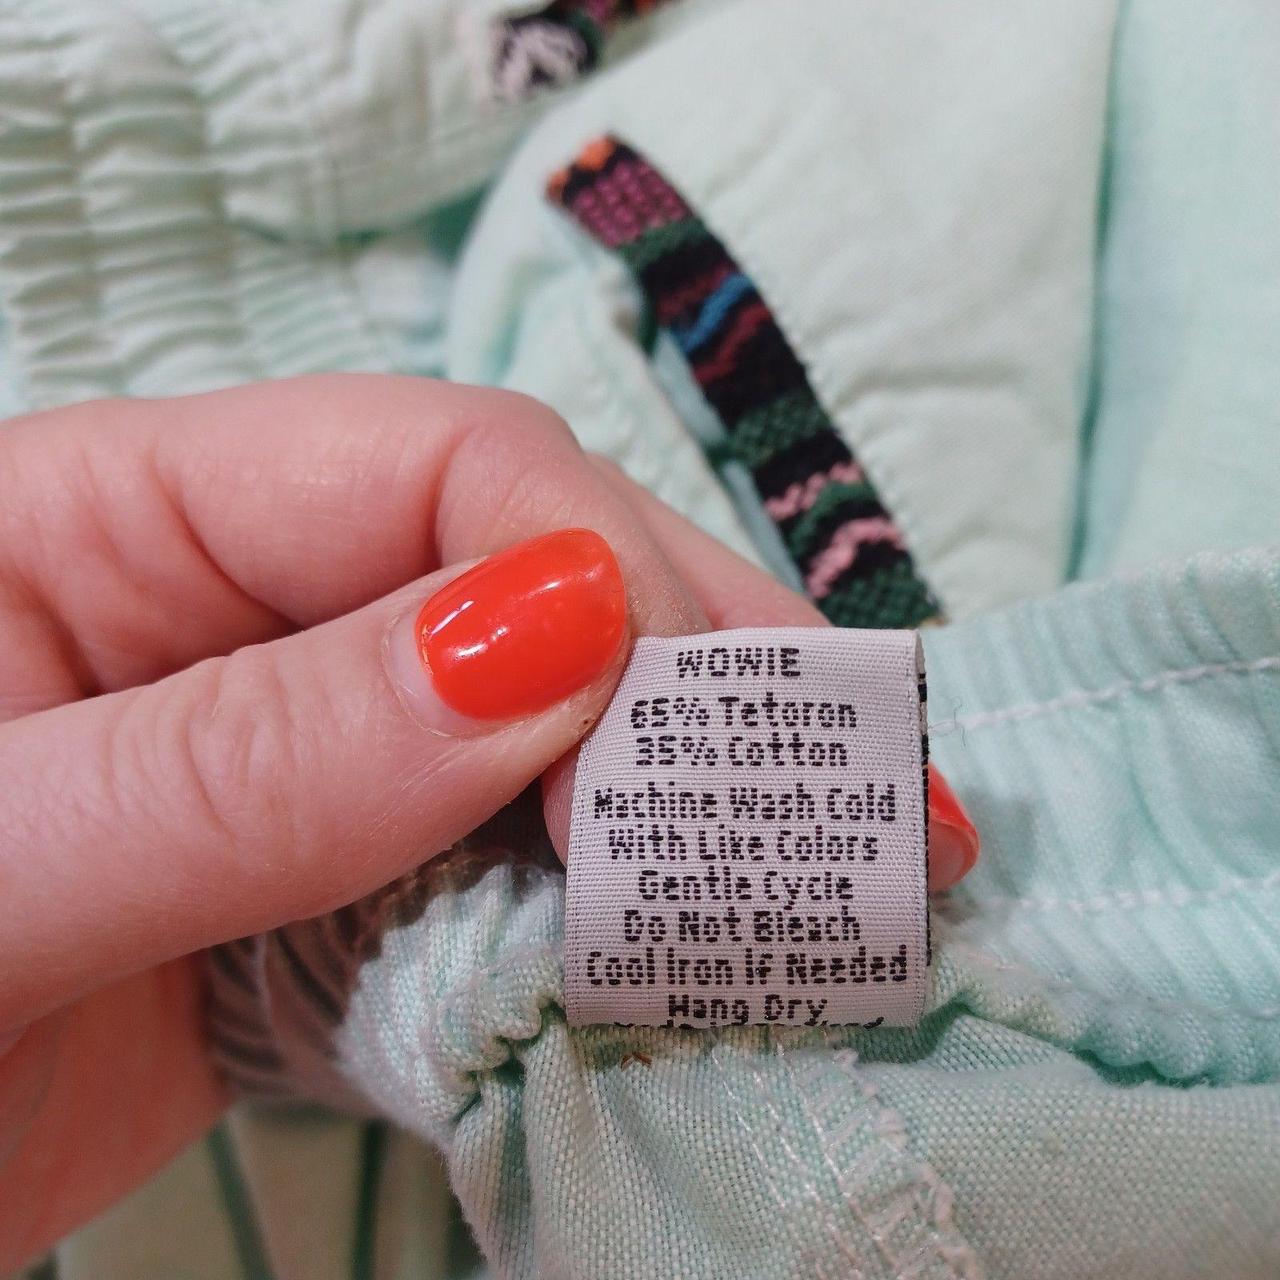 WOWIE
65% Tetoron
35% Cotton
Machine Wash Cold
With Like Colors
Gentle Cycle
Do Not Bleach
Cool Iron If Needed
Hang Dry